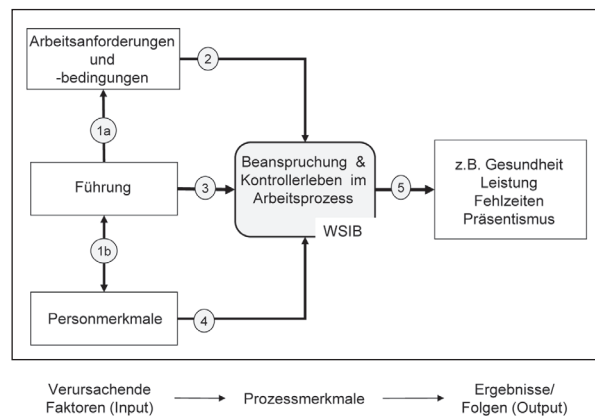 Arbeitsanforderungen
und
-bedingungen
2
1a
Führung
3
Beanspruchung &
Kontrollerleben im
Arbeitsprozess
WSIB
5
z.B. Gesundheit
Leistung
Fehlzeiten
Präsentismus
1b
Personmerkmale
4
Verursachende
Faktoren (Input)
Prozessmerkmale
Ergebnisse/
Folgen (Output)